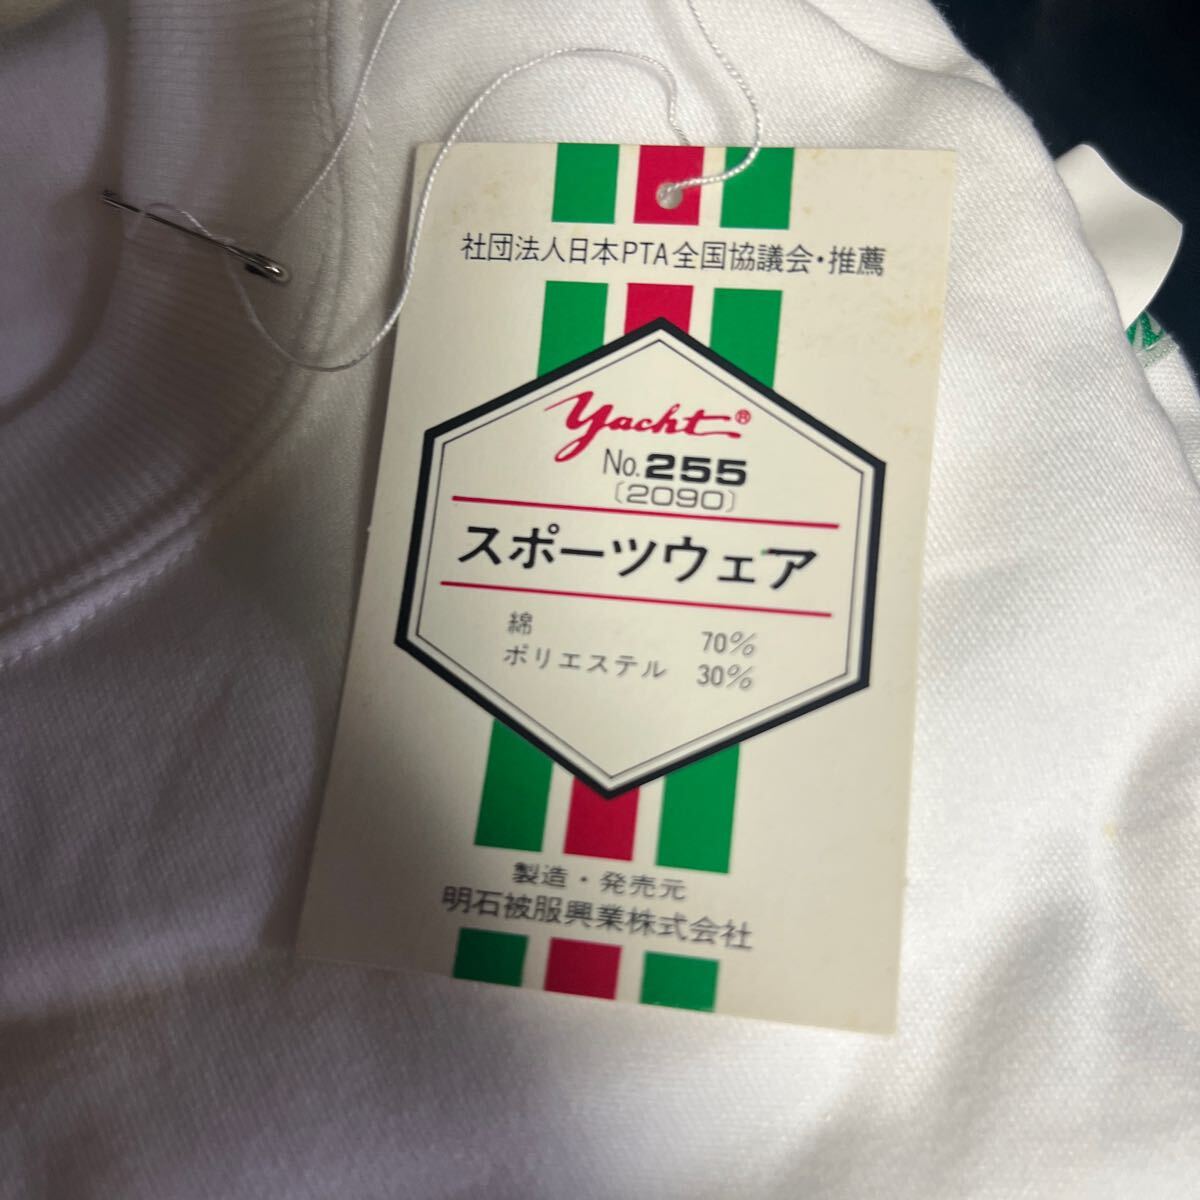 社団法人日本PTA全国協議会・推薦
yacht®
No.255
〔2090〕
スポーツウェア
綿 70%
ポリエステル 30%
製造・発売元
明石被服興業株式会社